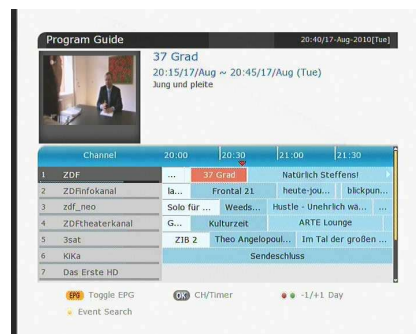 Program Guide 20:40/17-Aug-2010[Tue]
37 Grad
20:15/17/Aug ~ 20:45/17/Aug (Tue)
Jung und pleite
Channel 20:00 20:30 21:00 21:30
1 ZDF ... 37 Grad Natürlich Steffens!
2 ZDFinfokanal la... Frontal 21 heute-jou... blickpun...
3 zdf_neo Solo für ... Weeds... Hustle - Unehrlich wä... ...
4 ZDFtheaterkanal G... Kulturzeit ARTE Lounge
5 3sat ZIB 2 Theo Angelopoul... Im Tal der großen ...
6 KiKa Sendeschluss
7 Das Erste HD
EPG Toggle EPG OK CH/Timer -1/+1 Day
Event Search